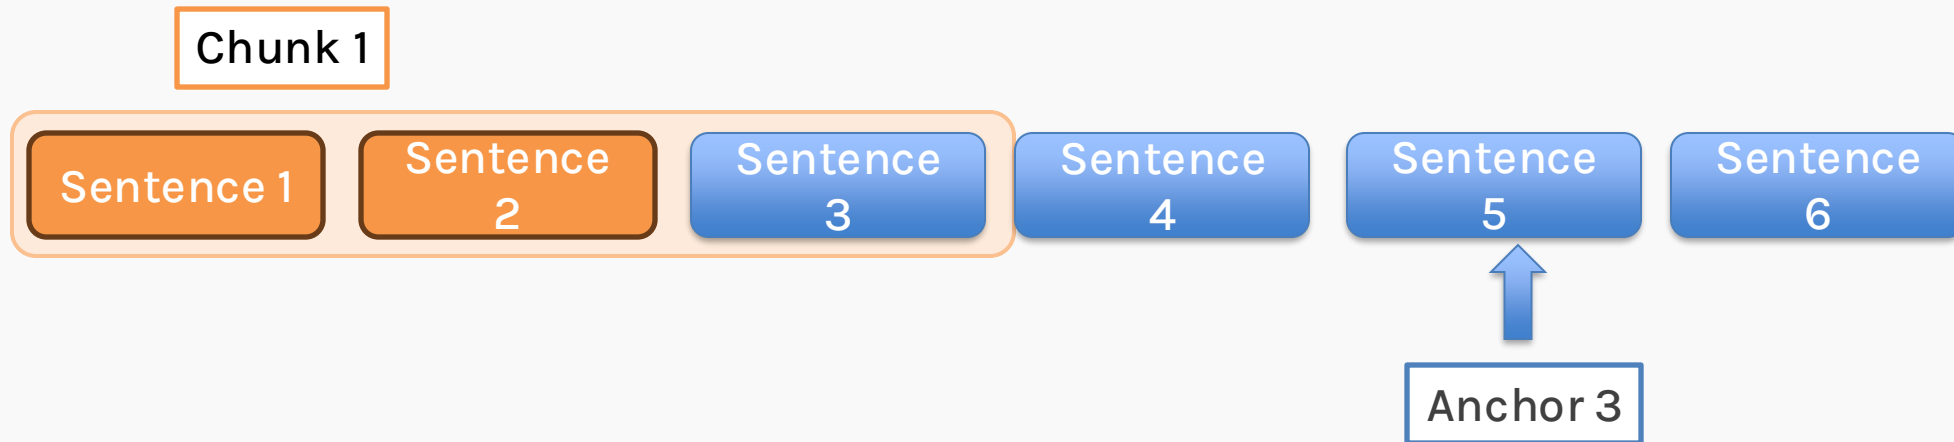 Chunk 1
Sentence 1
Sentence
2
Sentence
3
Sentence
4
Sentence
5
Sentence
6
Anchor 3